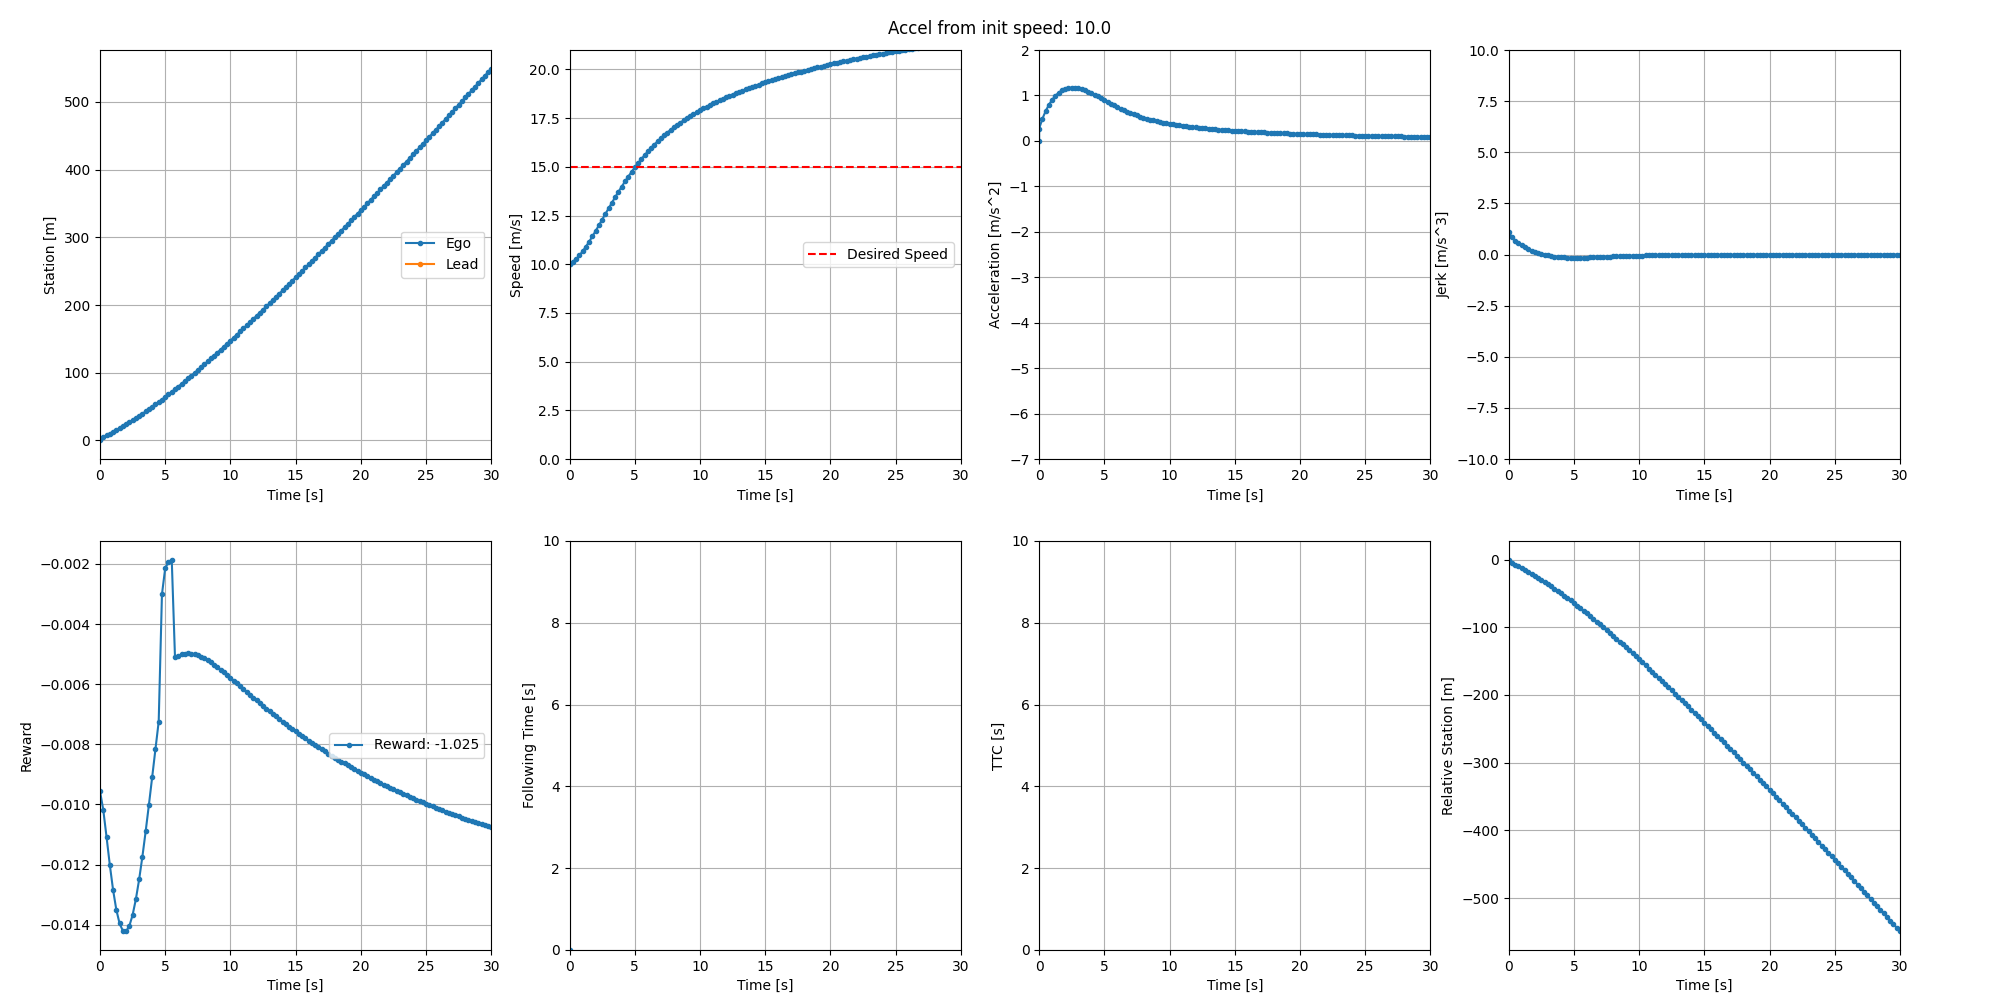 Accel from init speed: 10.0
500
400
300
200
100
0
Station [m]
Ego
Lead
0 5 10 15 20 25 30
Time [s]
20.0
17.5
15.0
12.5
10.0
7.5
5.0
2.5
0.0
Speed [m/s]
Desired Speed
0 5 10 15 20 25 30
Time [s]
2
1
0
−1
−2
−3
−4
−5
−6
−7
Acceleration [m/s^2]
0 5 10 15 20 25 30
Time [s]
10.0
7.5
5.0
2.5
0.0
−2.5
−5.0
−7.5
−10.0
Jerk [m/s^3]
0 5 10 15 20 25 30
Time [s]
−0.002
−0.004
−0.006
−0.008
−0.010
−0.012
−0.014
Reward
Reward: -1.025
0 5 10 15 20 25 30
Time [s]
10
8
6
4
2
0
Following Time [s]
0 5 10 15 20 25 30
Time [s]
10
8
6
4
2
0
TTC [s]
0 5 10 15 20 25 30
Time [s]
0
−100
−200
−300
−400
−500
Relative Station [m]
0 5 10 15 20 25 30
Time [s]